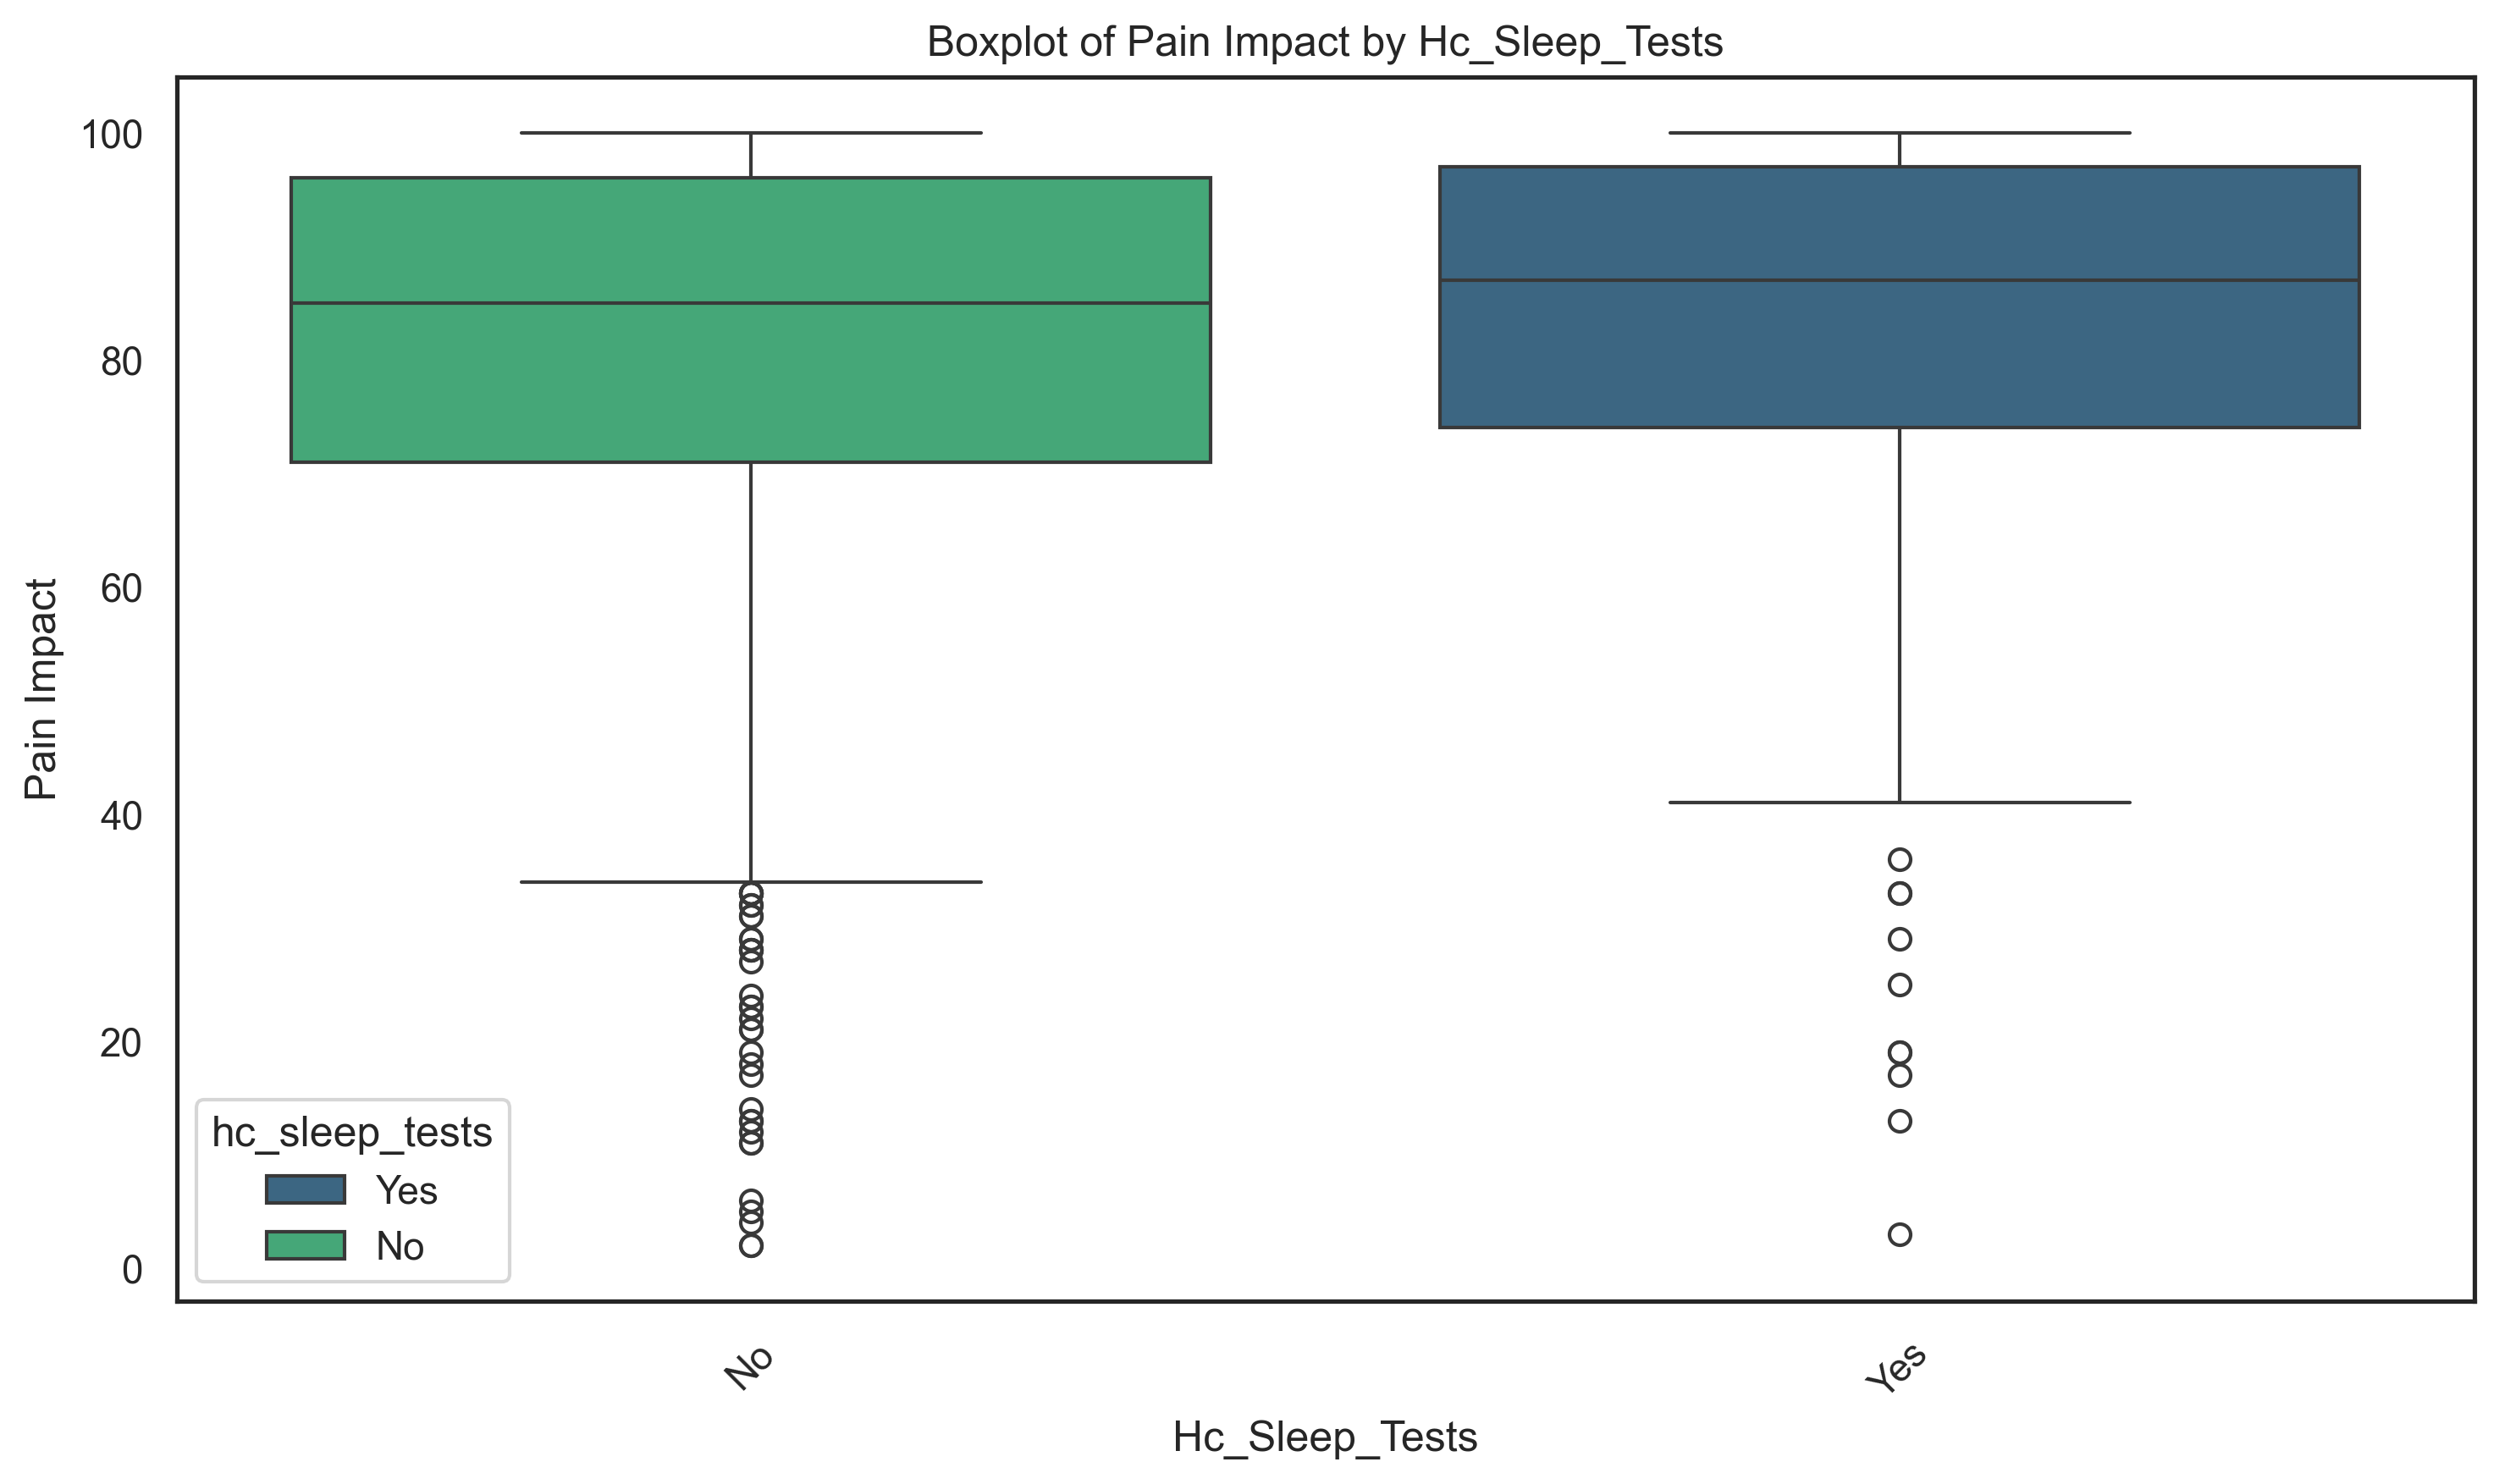 Boxplot of Pain Impact by Hc_Sleep_Tests
Pain Impact
100
80
60
40
20
0
hc_sleep_tests
Yes
No
No
Yes
Hc_Sleep_Tests